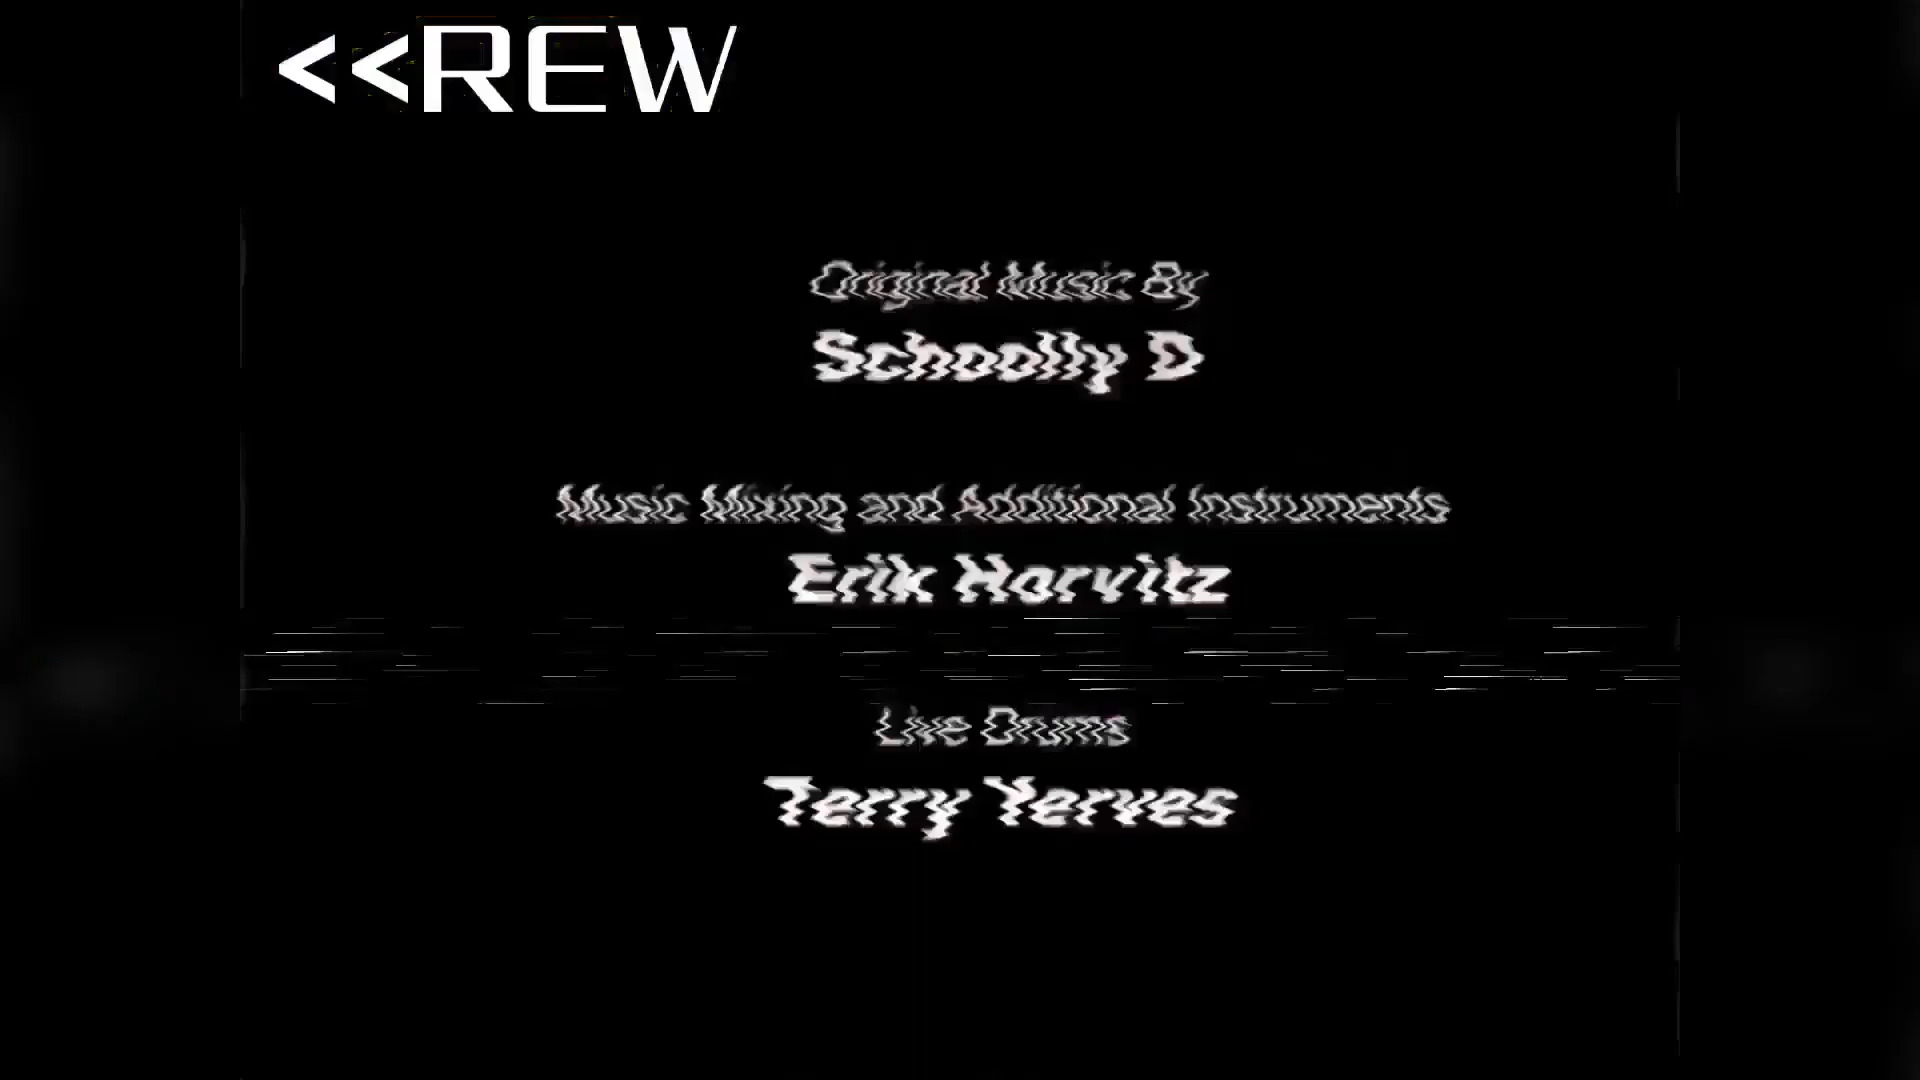 <<REW
Original Music By
Schoolly D
Music Mixing and Additional Instruments
Erik Horvitz
Live Drums
Terry Yerves